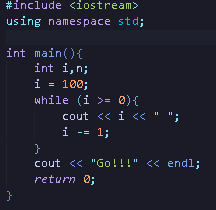 #include <iostream>
using namespace std;

int main(){
    int i,n;
    i = 100;
    while (i >= 0){
        cout << i << " ";
        i -= 1;
    }
    cout << "Go!!!" << endl;
    return 0;
}